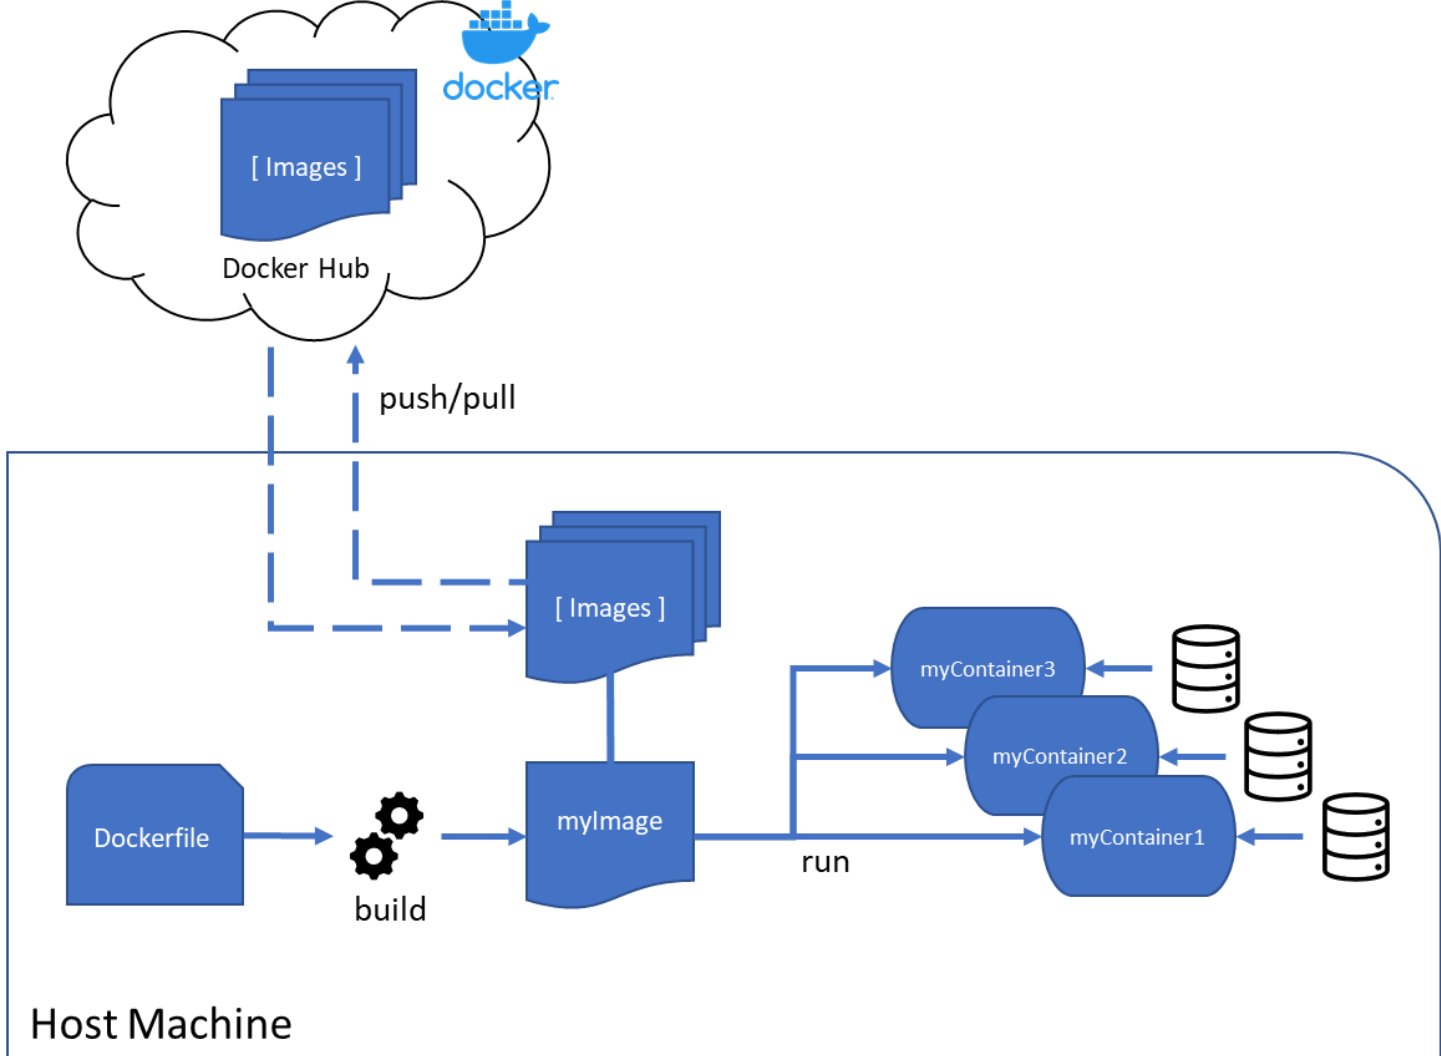 docker
[ Images ]
Docker Hub
push/pull
[ Images ]
myContainer3
myContainer2
myContainer1
Dockerfile
myImage
run
build
Host Machine